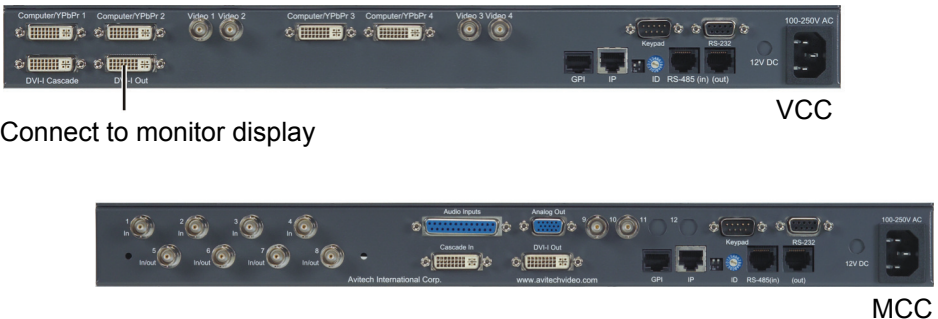 Computer/YPbPr 1 Computer/YPbPr 2 Video 1 Video 2 Computer/YPbPr 3 Computer/YPbPr 4 Video 3 Video 4
100-250V AC
Keypad RS-232
12V DC
DVI-I Cascade DVI-I Out GPI IP ID RS-485 (in) (out)
VCC
Connect to monitor display
Audio Inputs Analog Out
1 2 3 4 9 10 11 12 100-250V AC
In In In In
Keypad RS-232
5 6 7 8 Cascade In DVI-I Out
In/out In/out In/out In/out 12V DC
Avitech International Corp. www.avitechvideo.com GPI IP ID RS-485(in) (out)
MCC